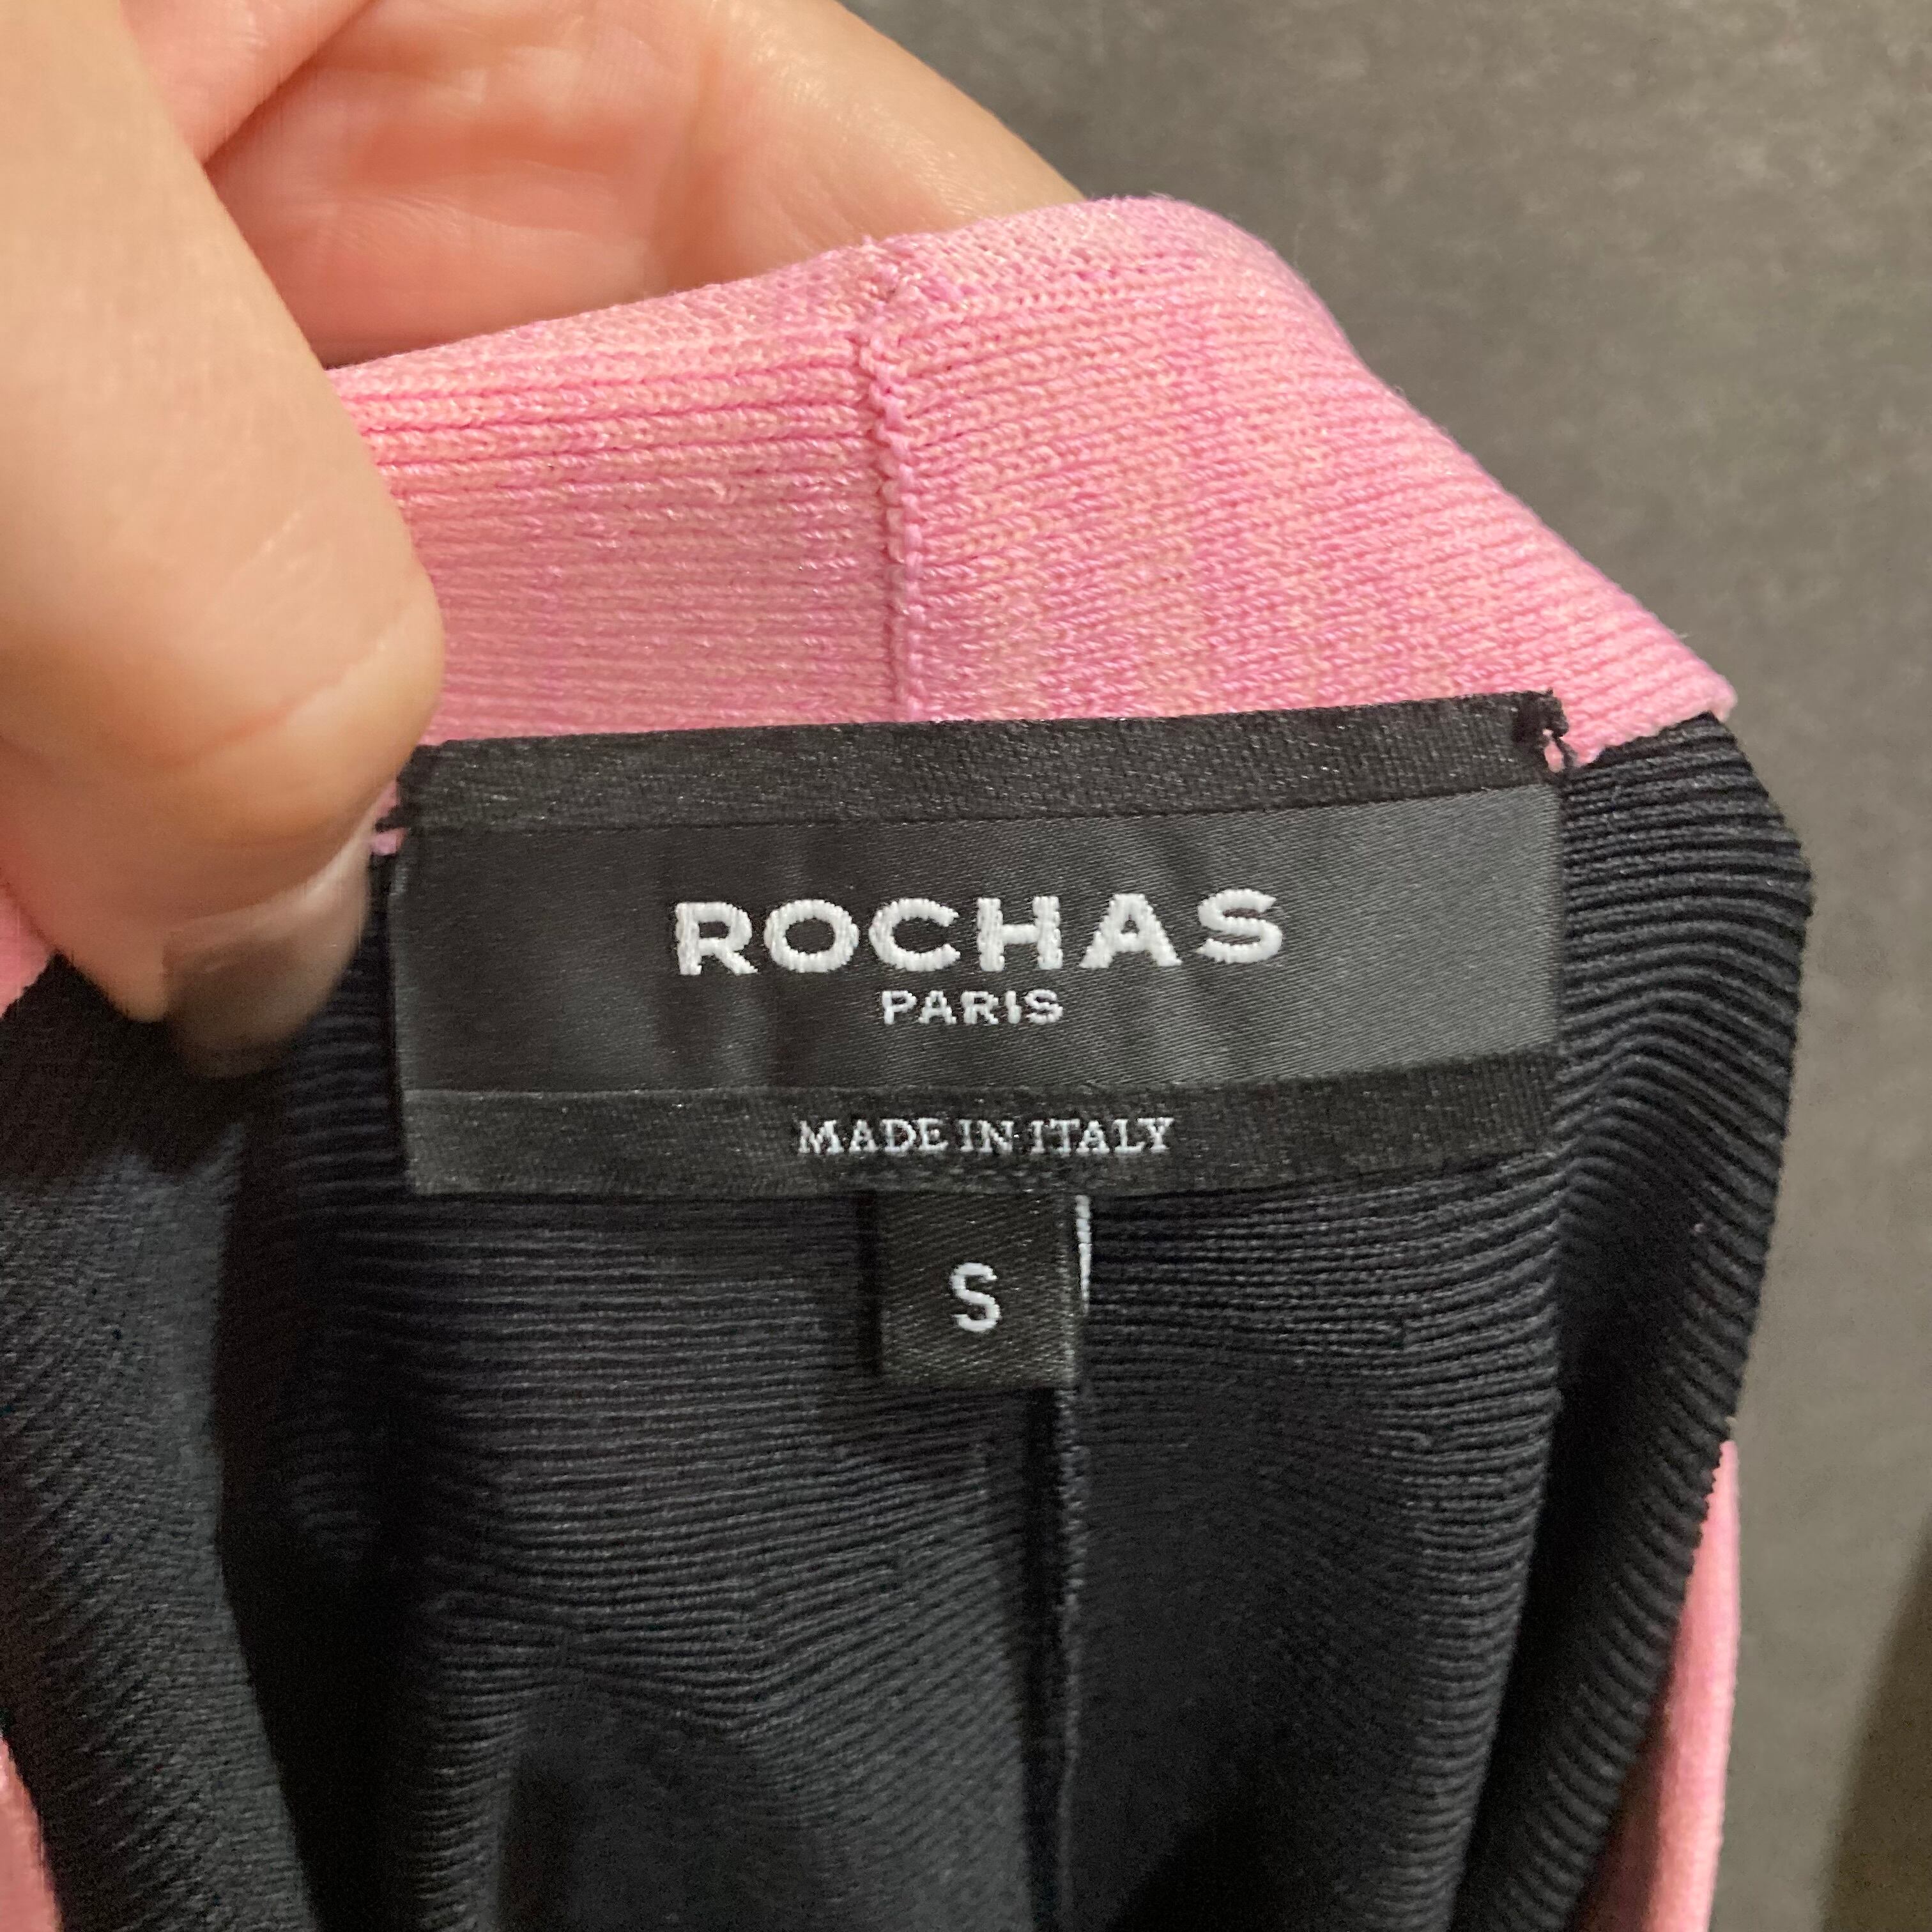 ROCHAS
PARIS
MADE IN ITALY
S